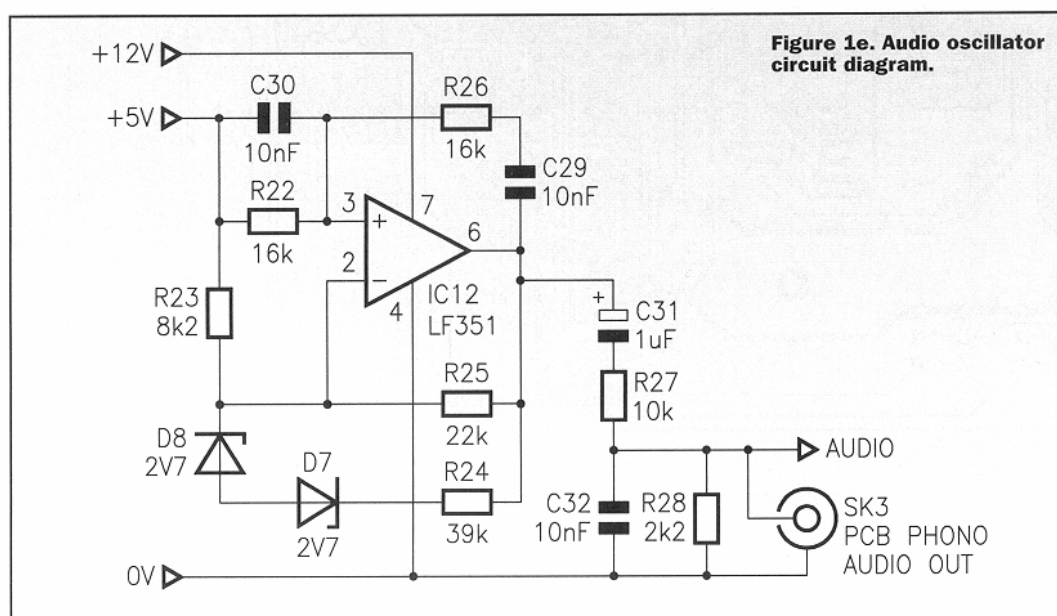 Figure 1e. Audio oscillator
circuit diagram.
+12V
+5V
C30
10nF
R26
16k
C29
10nF
R22
16k
3
+
7
6
2
−
4
IC12
LF351
R23
8k2
+
C31
1uF
R25
22k
R27
10k
D8
2V7
D7
2V7
R24
39k
AUDIO
C32
10nF
R28
2k2
SK3
PCB PHONO
AUDIO OUT
0V